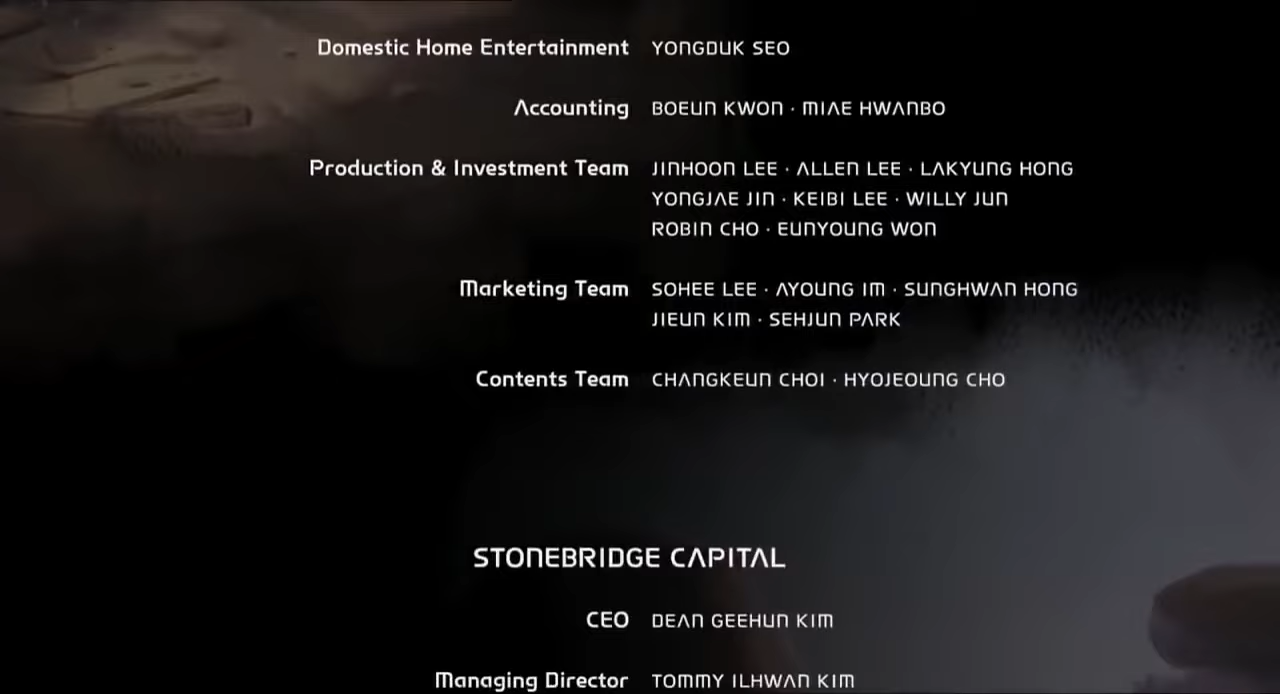 Domestic Home Entertainment YONGDUK SEO
Accounting BOEUN KWON · MIAE HWANBO
Production & Investment Team JINHOON LEE · ALLEN LEE · LAKYUNG HONG
YONGJAE JIN · KEIBI LEE · WILLY JUN
ROBIN CHO · EUNYOUNG WON
Marketing Team SOHEE LEE · AYOUNG IM · SUNGHWAN HONG
JIEUN KIM · SEHJUN PARK
Contents Team CHANGKEUN CHOI · HYOJEOUNG CHO
STONEBRIDGE CAPITAL
CEO DEAN GEEHUN KIM
Managing Director TOMMY ILHWAN KIM